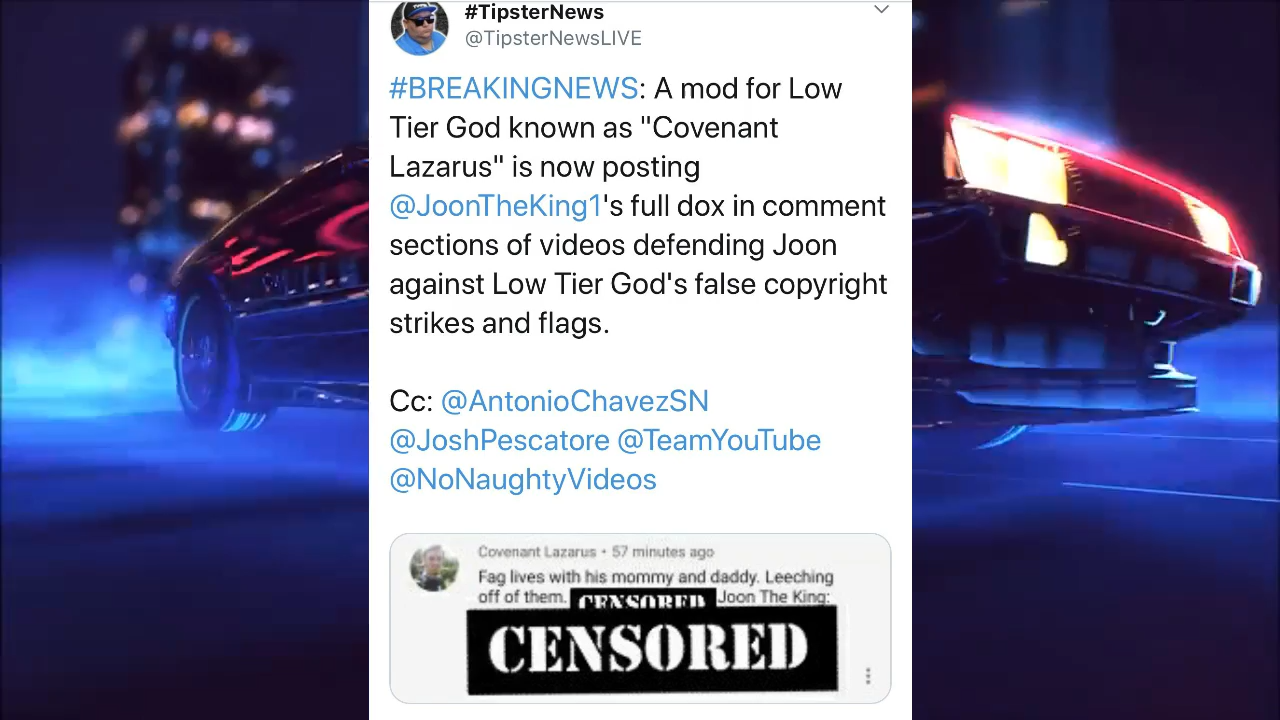 #TipsterNews
@TipsterNewsLIVE
#BREAKINGNEWS: A mod for Low
Tier God known as "Covenant
Lazarus" is now posting
@JoonTheKing1's full dox in comment
sections of videos defending Joon
against Low Tier God's false copyright
strikes and flags.
Cc: @AntonioChavezSN
@JoshPescatore @TeamYouTube
@NoNaughtyVideos
Covenant Lazarus • 57 minutes ago
Fag lives with his mommy and daddy. Leeching
off of them. CENSORED Joon The King:
CENSORED